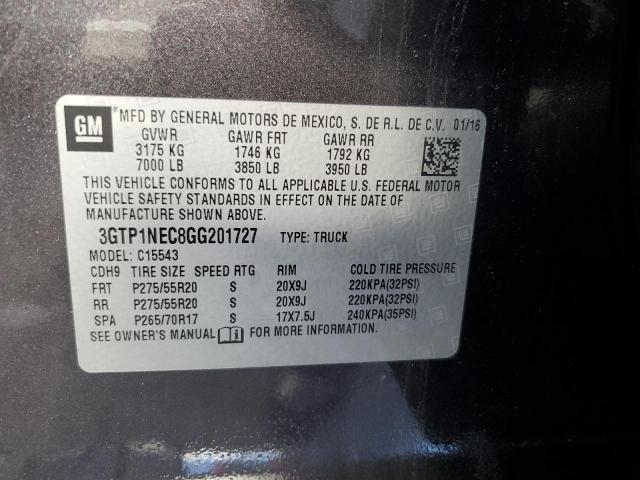 GM
*MFD BY GENERAL MOTORS DE MEXICO, S. DE R.L. DE C.V. 01/16
GVWR GAWR FRT GAWR RR
3175 KG 1746 KG 1792 KG
7000 LB 3850 LB 3950 LB
THIS VEHICLE CONFORMS TO ALL APPLICABLE U.S. FEDERAL MOTOR
VEHICLE SAFETY STANDARDS IN EFFECT ON THE DATE OF
MANUFACTURE SHOWN ABOVE.
3GTP1NEC8GG201727 TYPE: TRUCK
MODEL: C15543
CDH9 TIRE SIZE SPEED RTG RIM COLD TIRE PRESSURE
FRT P275/55R20 S 20X9J 220KPA(32PSI)
RR P275/55R20 S 20X9J 220KPA(32PSI)
SPA P265/70R17 S 17X7.5J 240KPA(35PSI)
SEE OWNER'S MANUAL FOR MORE INFORMATION.